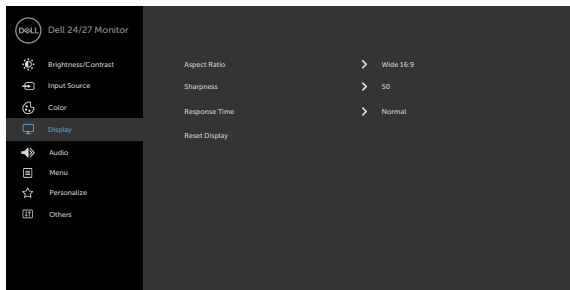 DELL Dell 24/27 Monitor
Brightness/Contrast
Input Source
Color
Display
Audio
Menu
Personalize
Others
Aspect Ratio Wide 16:9
Sharpness 50
Response Time Normal
Reset Display